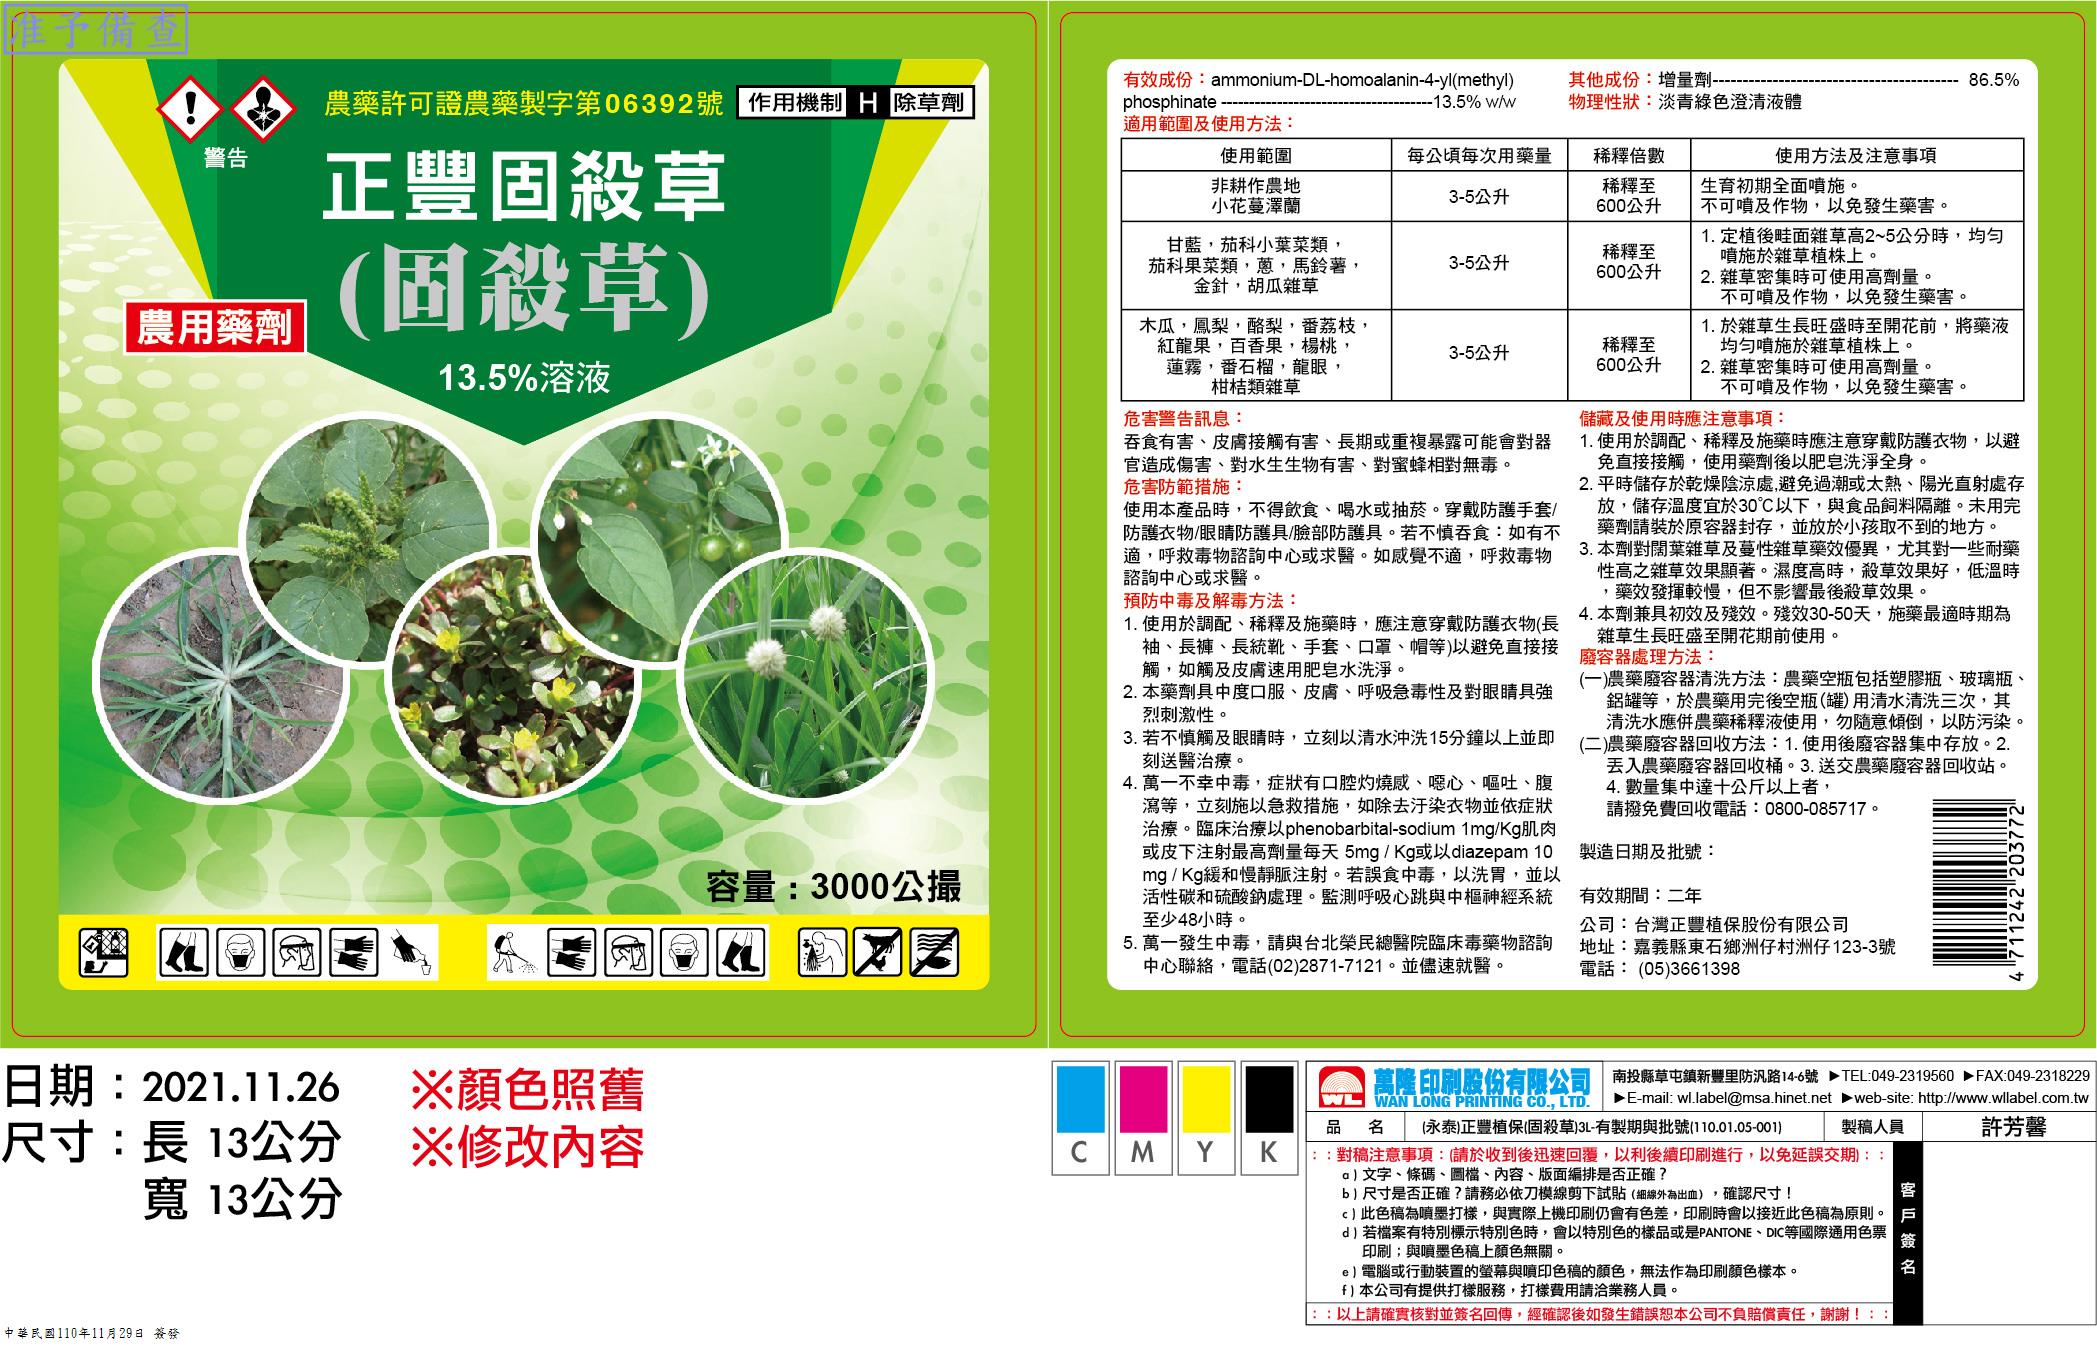 准予備查
農藥許可證農藥製字第06392號
作用機制 H 除草劑
警告
正豐固殺草
(固殺草)
農用藥劑
13.5%溶液
容量：3000公撮
有效成份：ammonium-DL-homoalanin-4-yl(methyl)
phosphinate --------------------------------------13.5% w/w
其他成份：增量劑----------------------------------------- 86.5%
物理性狀：淡青綠色澄清液體
適用範圍及使用方法：
使用範圍 每公頃每次用藥量 稀釋倍數 使用方法及注意事項
非耕作農地
小花蔓澤蘭
3-5公升
稀釋至
600公升
生育初期全面噴施。
不可噴及作物，以免發生藥害。
甘藍，茄科小葉菜類，
茄科果菜類，蔥，馬鈴薯，
金針，胡瓜雜草
3-5公升
稀釋至
600公升
1. 定植後畦面雜草高2~5公分時，均勻
噴施於雜草植株上。
2. 雜草密集時可使用高劑量。
不可噴及作物，以免發生藥害。
木瓜，鳳梨，酪梨，番荔枝，
紅龍果，百香果，楊桃，
蓮霧，番石榴，龍眼，
柑桔類雜草
3-5公升
稀釋至
600公升
1. 於雜草生長旺盛時至開花前，將藥液
均勻噴施於雜草植株上。
2. 雜草密集時可使用高劑量。
不可噴及作物，以免發生藥害。
危害警告訊息：
吞食有害、皮膚接觸有害、長期或重複暴露可能會對器
官造成傷害、對水生生物有害、對蜜蜂相對無毒。
危害防範措施：
使用本產品時，不得飲食、喝水或抽菸。穿戴防護手套/
防護衣物/眼睛防護具/臉部防護具。若不慎吞食：如有不
適，呼救毒物諮詢中心或求醫。如感覺不適，呼救毒物
諮詢中心或求醫。
預防中毒及解毒方法：
1. 使用於調配、稀釋及施藥時，應注意穿戴防護衣物(長
袖、長褲、長統靴、手套、口罩、帽等)以避免直接接
觸，如觸及皮膚速用肥皂水洗淨。
2. 本藥劑具中度口服、皮膚、呼吸急毒性及對眼睛具強
烈刺激性。
3. 若不慎觸及眼睛時，立刻以清水沖洗15分鐘以上並即
刻送醫治療。
4. 萬一不幸中毒，症狀有口腔灼燒感、噁心、嘔吐、腹
瀉等，立刻施以急救措施，如除去汙染衣物並依症狀
治療。臨床治療以phenobarbital-sodium 1mg/Kg肌肉
或皮下注射最高劑量每天 5mg / Kg或以diazepam 10
mg / Kg緩和慢靜脈注射。若誤食中毒，以洗胃，並以
活性碳和硫酸鈉處理。監測呼吸心跳與中樞神經系統
至少48小時。
5. 萬一發生中毒，請與台北榮民總醫院臨床毒藥物諮詢
中心聯絡，電話(02)2871-7121。並儘速就醫。
儲藏及使用時應注意事項：
1. 使用於調配、稀釋及施藥時應注意穿戴防護衣物，以避
免直接接觸，使用藥劑後以肥皂洗淨全身。
2. 平時儲存於乾燥陰涼處,避免過潮或太熱、陽光直射處存
放，儲存溫度宜於30℃以下，與食品飼料隔離。未用完
藥劑請裝於原容器封存，並放於小孩取不到的地方。
3. 本劑對闊葉雜草及蔓性雜草藥效優異，尤其對一些耐藥
性高之雜草效果顯著。濕度高時，殺草效果好，低溫時
，藥效發揮較慢，但不影響最後殺草效果。
4. 本劑兼具初效及殘效。殘效30-50天，施藥最適時期為
雜草生長旺盛至開花期前使用。
廢容器處理方法：
(一)農藥廢容器清洗方法：農藥空瓶包括塑膠瓶、玻璃瓶、
鋁罐等，於農藥用完後空瓶(罐)用清水清洗三次，其
清洗水應併農藥稀釋液使用，勿隨意傾倒，以防污染。
(二)農藥廢容器回收方法：1. 使用後廢容器集中存放。2.
丟入農藥廢容器回收桶。3. 送交農藥廢容器回收站。
4. 數量集中達十公斤以上者，
請撥免費回收電話：0800-085717。
製造日期及批號：
有效期間：二年
公司：台灣正豐植保股份有限公司
地址：嘉義縣東石鄉洲仔村洲仔123-3號
電話： (05)3661398
4 711242 203772
日期：2021.11.26
尺寸：長 13公分
寬 13公分
※顏色照舊
※修改內容
C M Y K
WL
萬隆印刷股份有限公司
WAN LONG PRINTING CO., LTD.
南投縣草屯鎮新豐里防汛路14-6號 ►TEL:049-2319560 ►FAX:049-2318229
►E-mail: wl.label@msa.hinet.net ►web-site: http://www.wllabel.com.tw
品 名 (永泰)正豐植保(固殺草)3L-有製期與批號(110.01.05-001) 製稿人員 許芳馨
：：對稿注意事項：(請於收到後迅速回覆，以利後續印刷進行，以免延誤交期)：：
a ) 文字、條碼、圖檔、內容、版面編排是否正確？
b ) 尺寸是否正確？請務必依刀模線剪下試貼（細線外為出血），確認尺寸！
c ) 此色稿為噴墨打樣，與實際上機印刷仍會有色差，印刷時會以接近此色稿為原則。
d ) 若檔案有特別標示特別色時，會以特別色的樣品或是PANTONE、DIC等國際通用色票
印刷；與噴墨色稿上顏色無關。
e ) 電腦或行動裝置的螢幕與噴印色稿的顏色，無法作為印刷顏色樣本。
f ) 本公司有提供打樣服務，打樣費用請洽業務人員。
：：以上請確實核對並簽名回傳，經確認後如發生錯誤恕本公司不負賠償責任，謝謝！：：
客戶簽名
中華民國110年11月29日 簽發